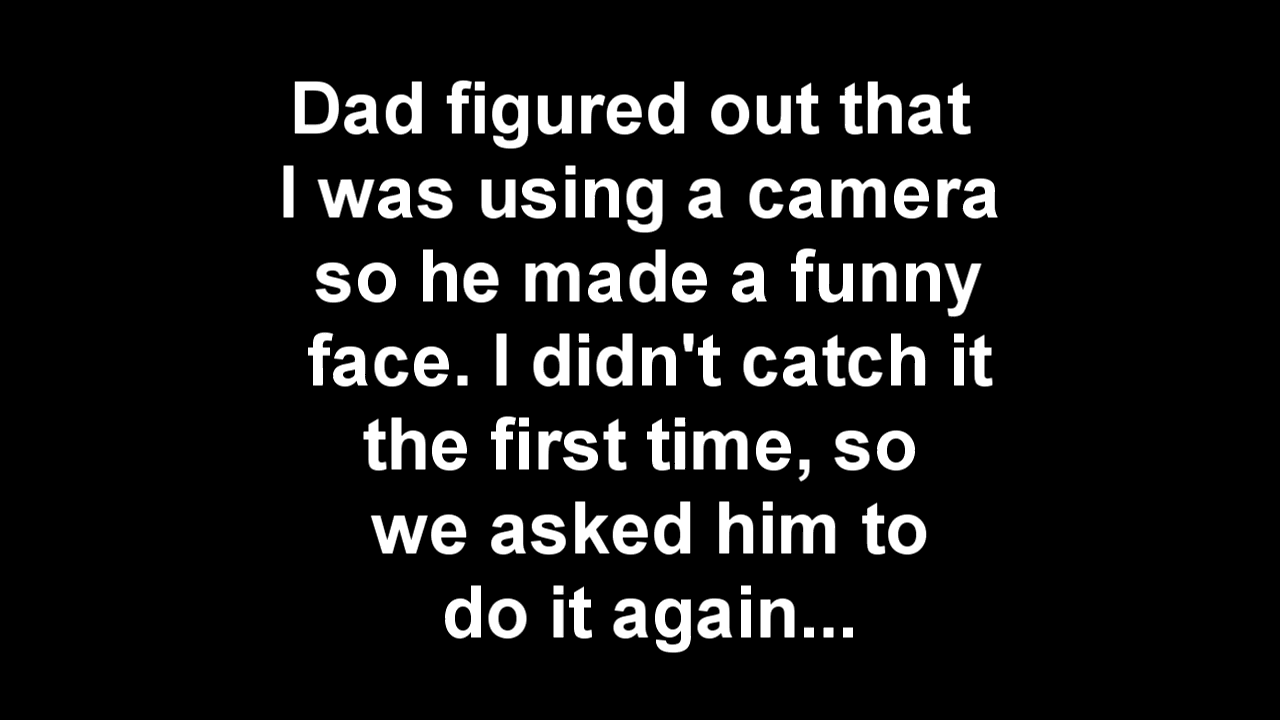 Dad figured out that
I was using a camera
so he made a funny
face. I didn't catch it
the first time, so
we asked him to
do it again...